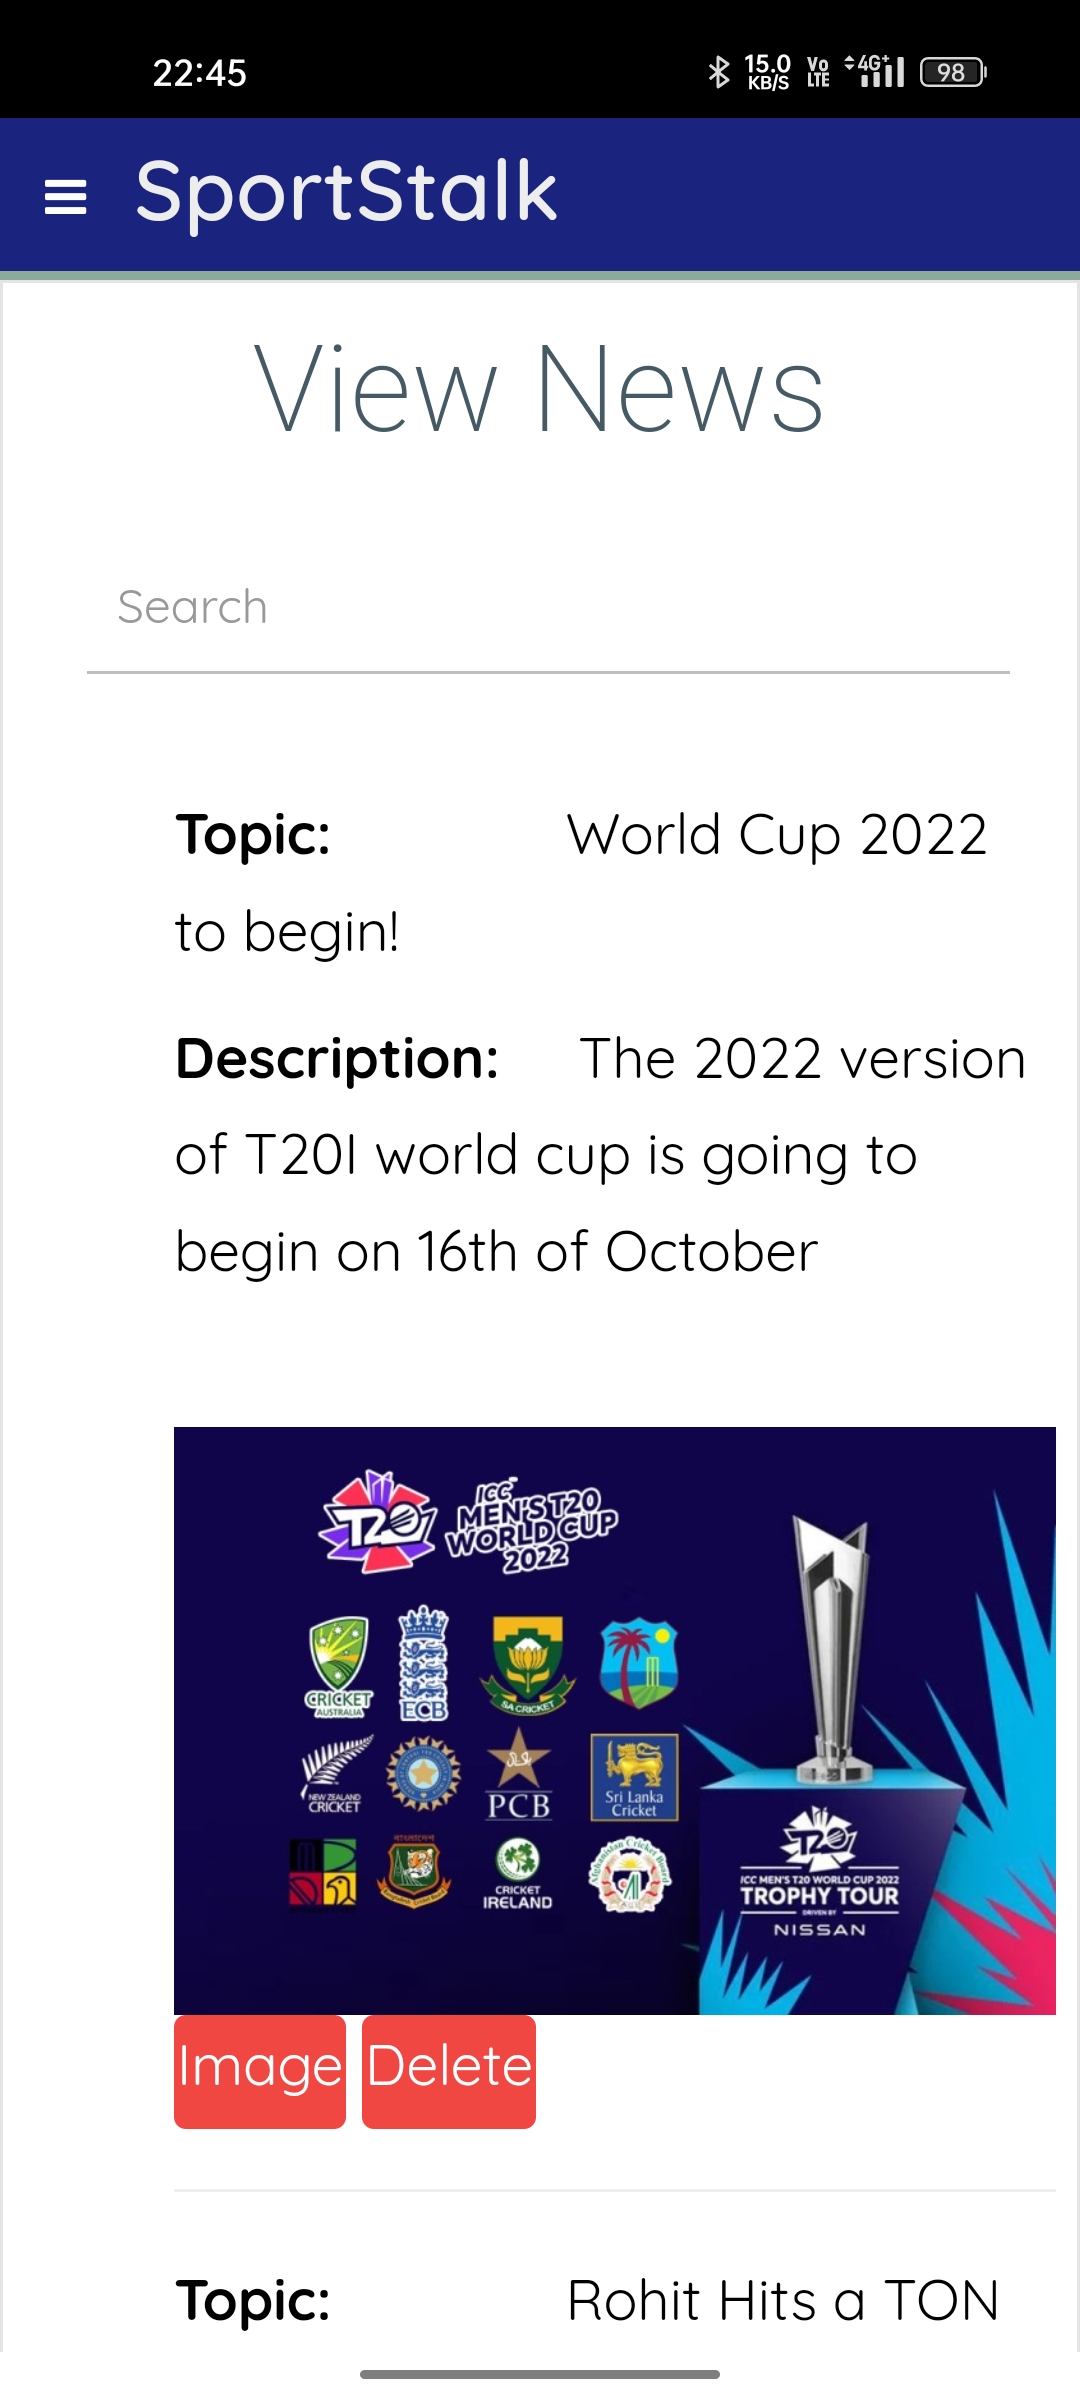 22:45
15.0 KB/S Vo LTE 4G+ 98
SportStalk
View News
Search
Topic: World Cup 2022
to begin!
Description: The 2022 version
of T20I world cup is going to
begin on 16th of October
T20
ICC
MEN'S T20
WORLD CUP
2022
CRICKET
AUSTRALIA
ECB
SA CRICKET
NEW ZEALAND
CRICKET
PCB
Sri Lanka
Cricket
বাংলাদেশ
CRICKET
IRELAND
Afghanistan Cricket Board
T20
ICC MEN'S T20 WORLD CUP 2022
TROPHY TOUR
DRIVEN BY
NISSAN
Image Delete
Topic: Rohit Hits a TON